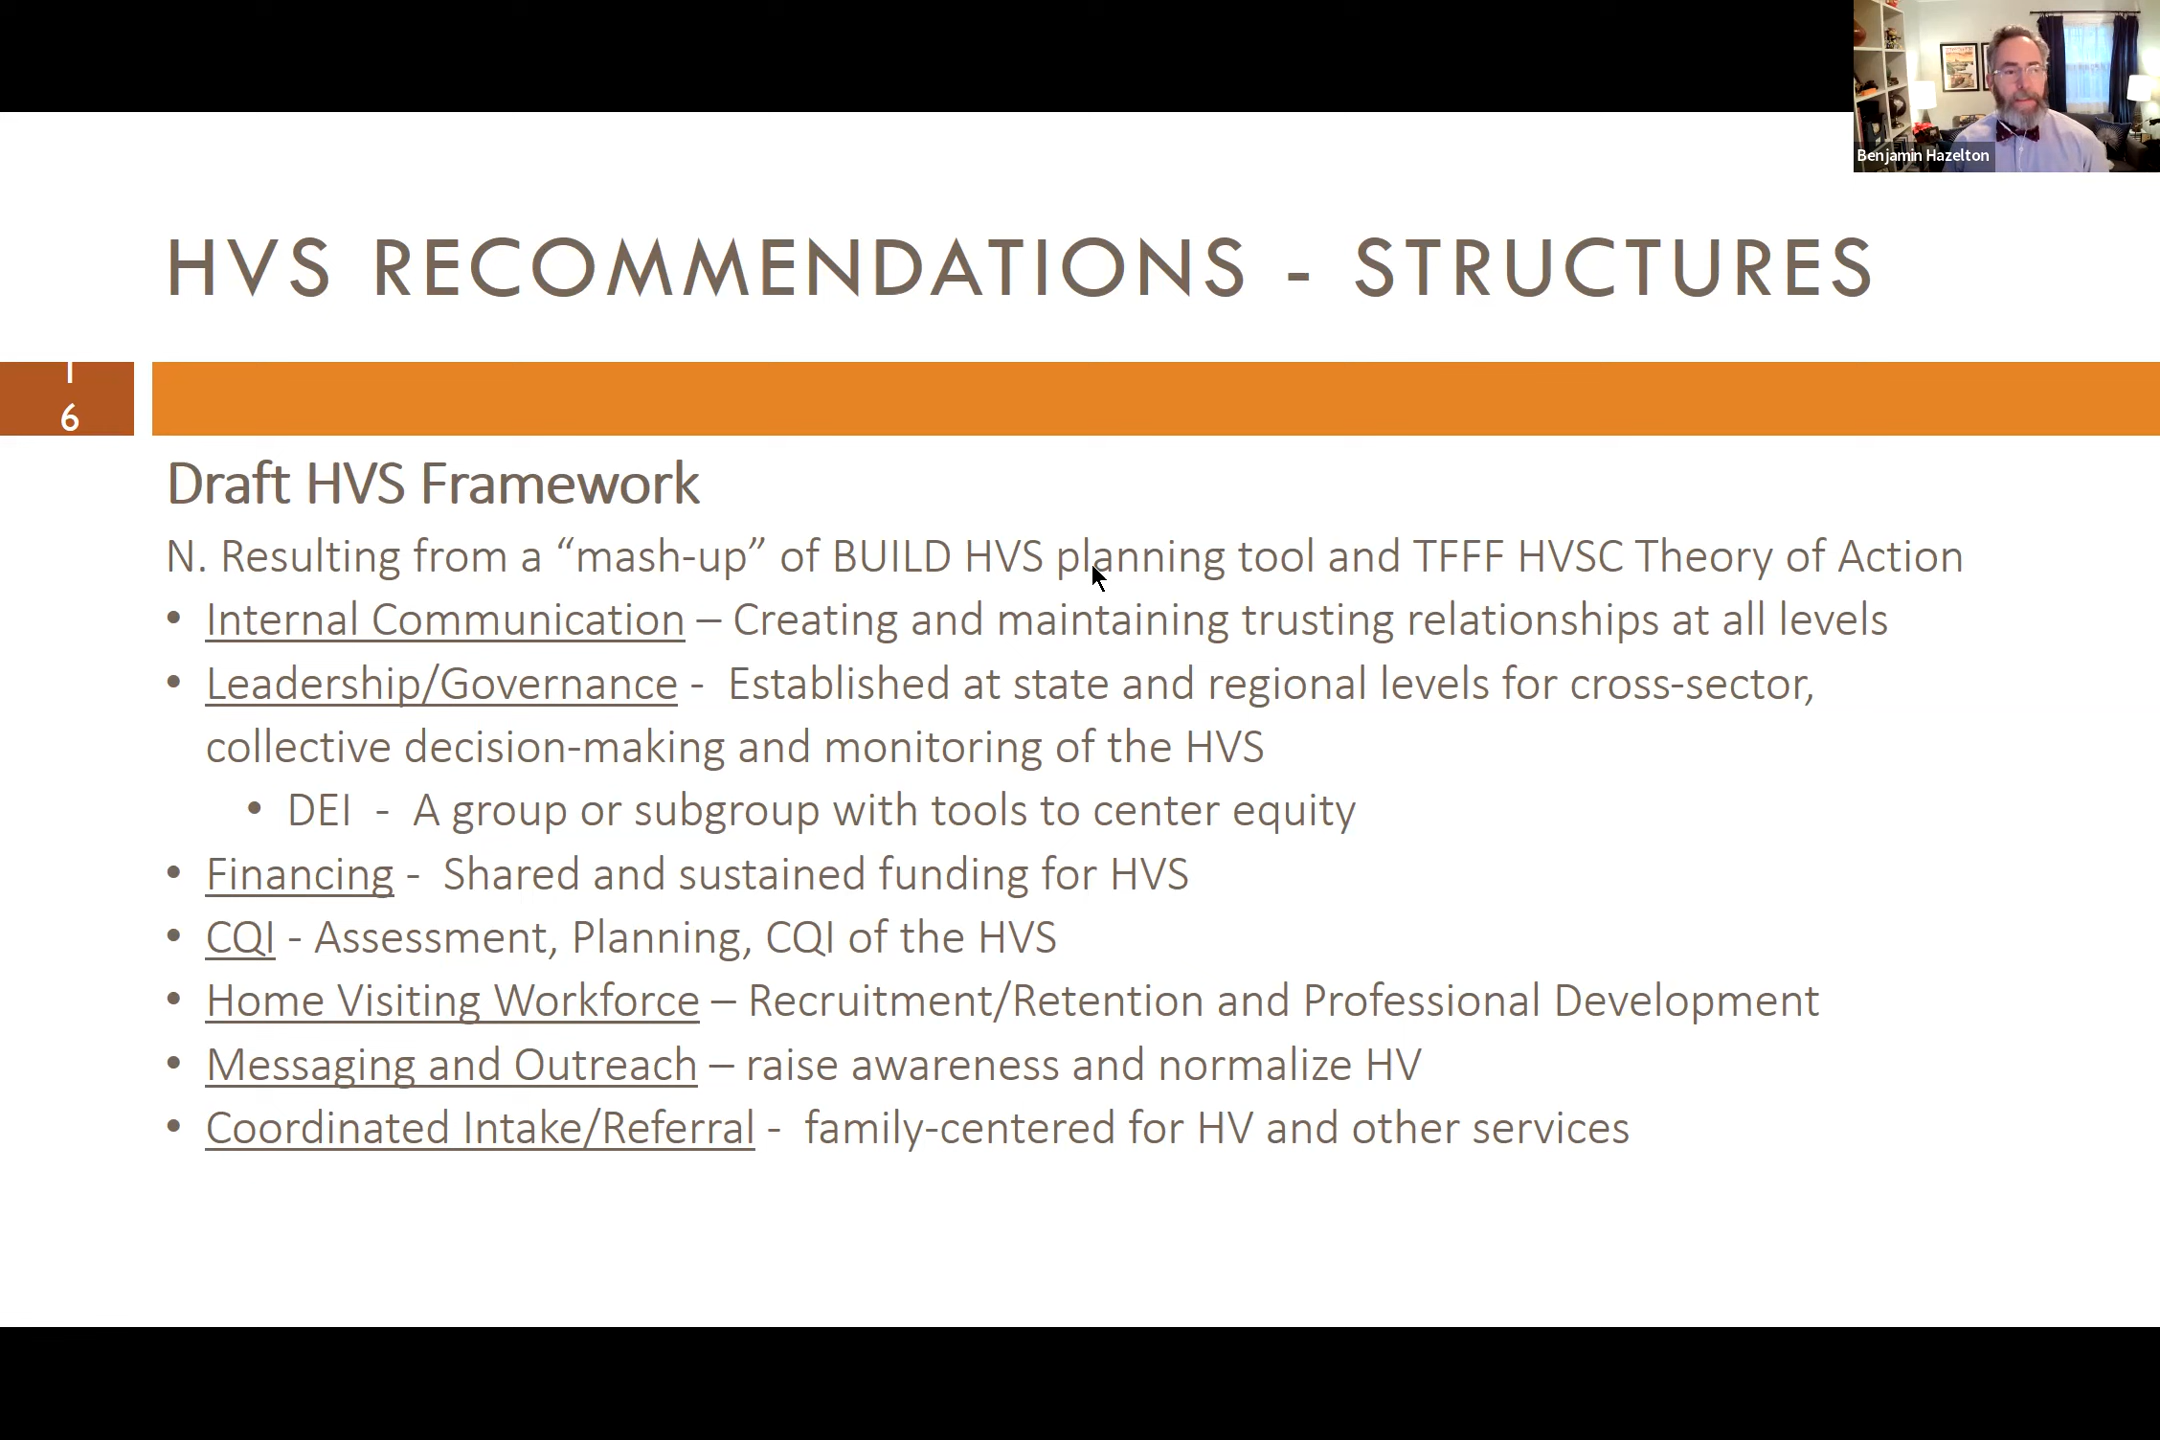 Benjamin Hazelton
HVS RECOMMENDATIONS - STRUCTURES
1
6
Draft HVS Framework
N. Resulting from a “mash-up” of BUILD HVS planning tool and TFFF HVSC Theory of Action
• Internal Communication – Creating and maintaining trusting relationships at all levels
• Leadership/Governance - Established at state and regional levels for cross-sector,
collective decision-making and monitoring of the HVS
• DEI - A group or subgroup with tools to center equity
• Financing - Shared and sustained funding for HVS
• CQI - Assessment, Planning, CQI of the HVS
• Home Visiting Workforce – Recruitment/Retention and Professional Development
• Messaging and Outreach – raise awareness and normalize HV
• Coordinated Intake/Referral - family-centered for HV and other services